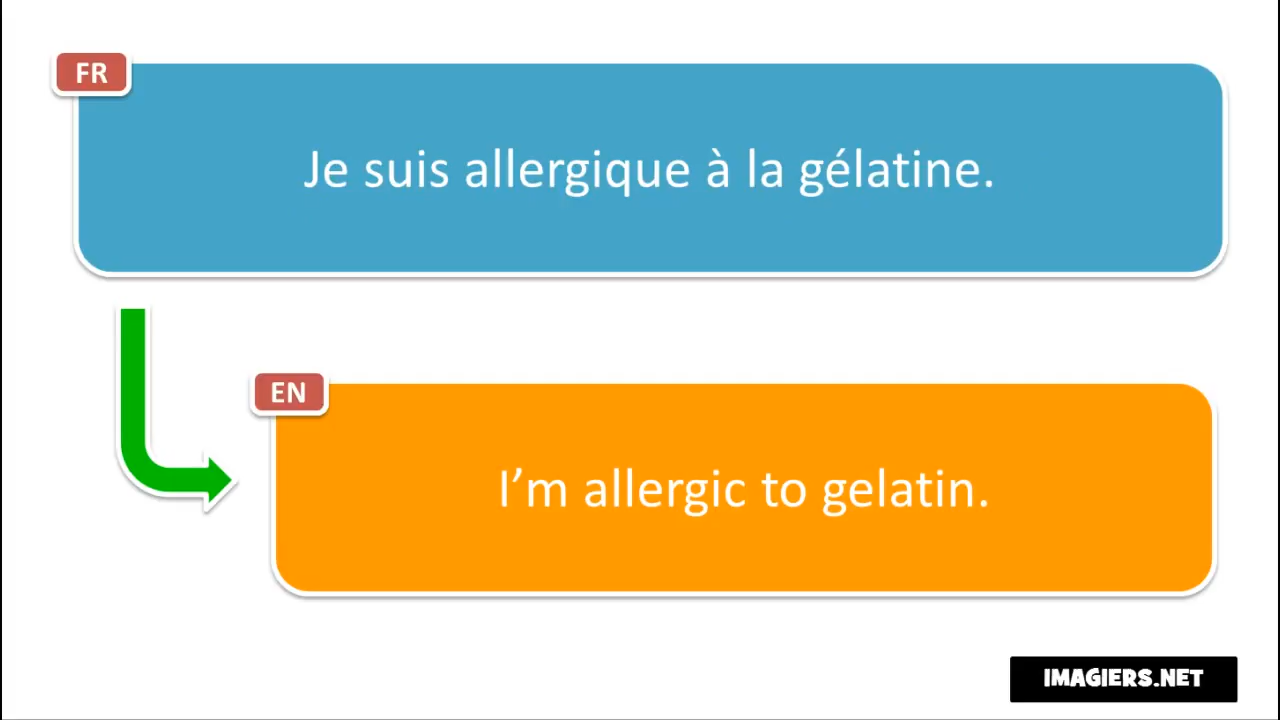 FR
Je suis allergique à la gélatine.
EN
I’m allergic to gelatin.
IMAGIERS.NET